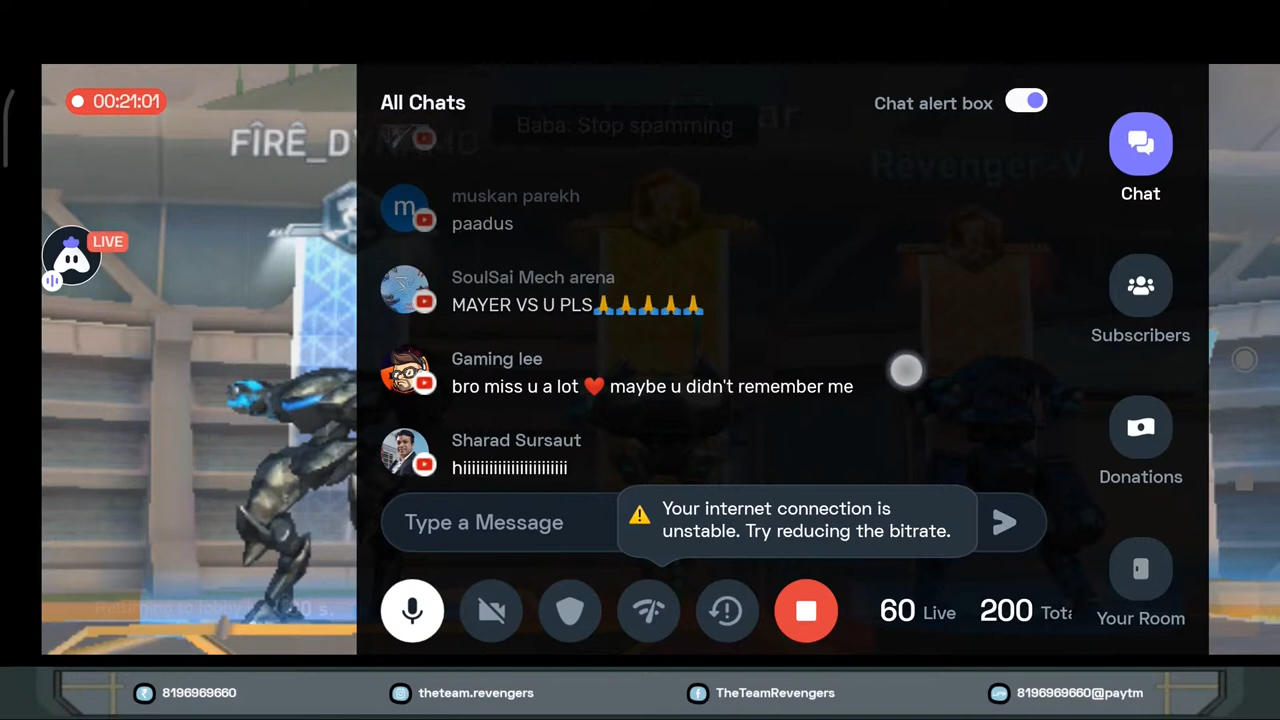 00:21:01
All Chats
Chat alert box
Baba: Stop spamming
FÎRÊ_DYNAMO
Revenger-V
LIVE
m
muskan parekh
paadus
SoulSai Mech arena
MAYER VS U PLS🙏🙏🙏🙏🙏
Gaming lee
bro miss u a lot ❤️ maybe u didn't remember me
Sharad Sursaut
hiiiiiiiiiiiiiiiiiiiiiii
Type a Message
⚠️ Your internet connection is
unstable. Try reducing the bitrate.
60 Live
200 Tota
Chat
Subscribers
Donations
Your Room
8196969660
theteam.revengers
TheTeamRevengers
8196969660@paytm